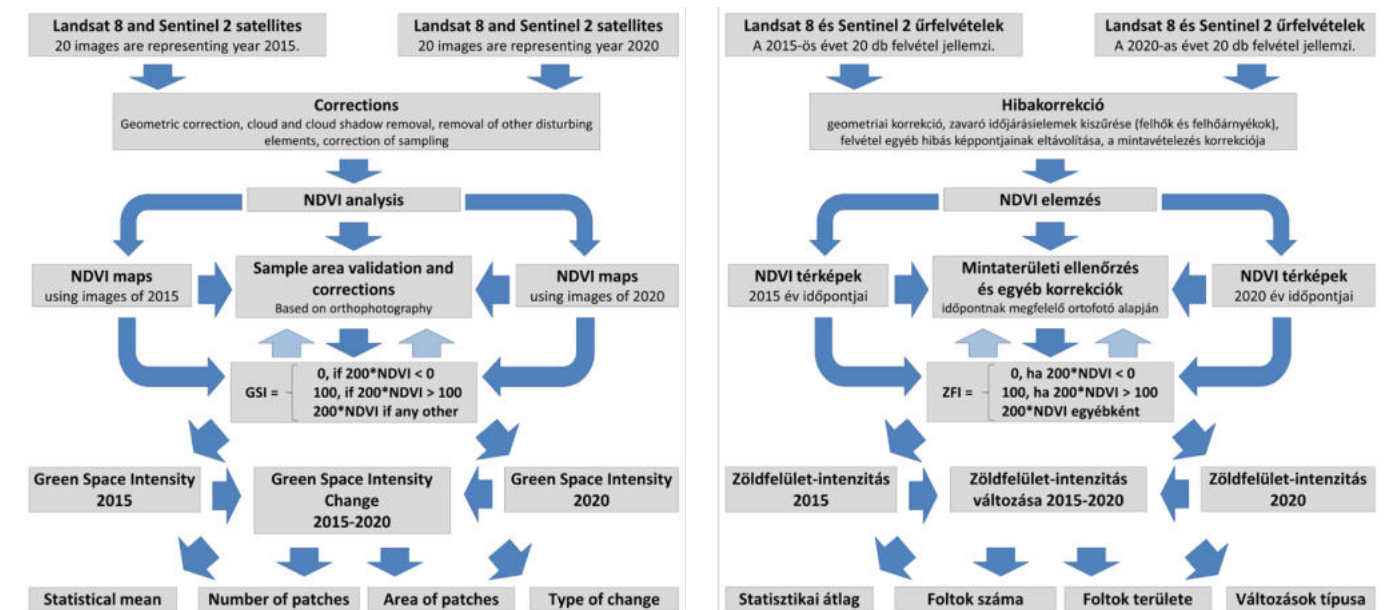 Landsat 8 and Sentinel 2 satellites
20 images are representing year 2015.
Landsat 8 and Sentinel 2 satellites
20 images are representing year 2020
Corrections
Geometric correction, cloud and cloud shadow removal, removal of other disturbing
elements, correction of sampling
NDVI analysis
NDVI maps
using images of 2015
Sample area validation and
corrections
Based on orthophotography
NDVI maps
using images of 2020
GSI =
0, if 200*NDVI < 0
100, if 200*NDVI > 100
200*NDVI if any other
Green Space Intensity
2015
Green Space Intensity
Change
2015-2020
Green Space Intensity
2020
Statistical mean
Number of patches
Area of patches
Type of change
Landsat 8 és Sentinel 2 űrfelvételek
A 2015-ös évet 20 db felvétel jellemzi.
Landsat 8 és Sentinel 2 űrfelvételek
A 2020-as évet 20 db felvétel jellemzi.
Hibakorrekció
geometriai korrekció, zavaró időjárásielemek kiszűrése (felhők és felhőárnyékok),
felvétel egyéb hibás képpontjainak eltávolítása, a mintavételezés korrekciója
NDVI elemzés
NDVI térképek
2015 év időpontjai
Mintaterületi ellenőrzés
és egyéb korrekciók
időpontnak megfelelő ortofotó alapján
NDVI térképek
2020 év időpontjai
ZFI =
0, ha 200*NDVI < 0
100, ha 200*NDVI > 100
200*NDVI egyébként
Zöldfelület-intenzitás
2015
Zöldfelület-intenzitás
változása 2015-2020
Zöldfelület-intenzitás
2020
Statisztikai átlag
Foltok száma
Foltok területe
Változások típusa